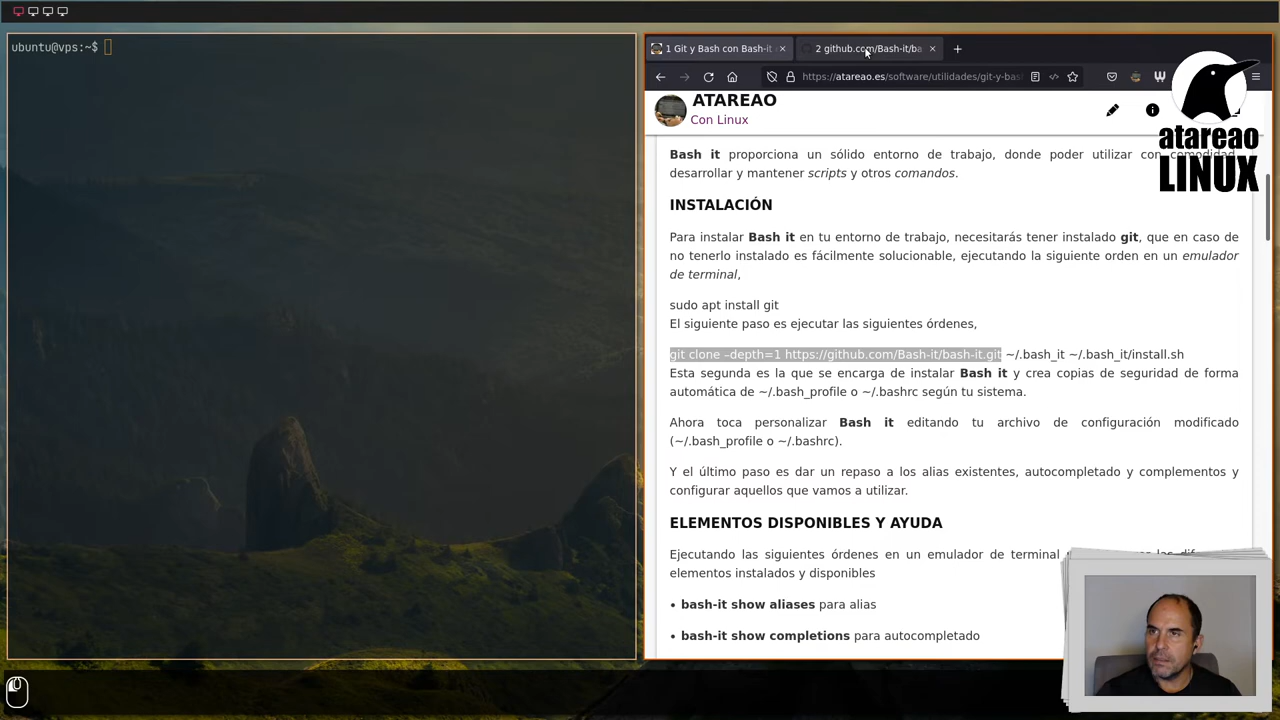 ubuntu@vps:~$
1 Git y Bash con Bash-it
2 github.com/Bash-it/ba
https://atareao.es/software/utilidades/git-y-bas
ATAREAO
Con Linux
atareao
LINUX
Bash it proporciona un sólido entorno de trabajo, donde poder utilizar con comodidad,
desarrollar y mantener scripts y otros comandos.
INSTALACIÓN
Para instalar Bash it en tu entorno de trabajo, necesitarás tener instalado git, que en caso de
no tenerlo instalado es fácilmente solucionable, ejecutando la siguiente orden en un emulador
de terminal,
sudo apt install git
El siguiente paso es ejecutar las siguientes órdenes,
git clone –depth=1 https://github.com/Bash-it/bash-it.git ~/.bash_it ~/.bash_it/install.sh
Esta segunda es la que se encarga de instalar Bash it y crea copias de seguridad de forma
automática de ~/.bash_profile o ~/.bashrc según tu sistema.
Ahora toca personalizar Bash it editando tu archivo de configuración modificado
(~/.bash_profile o ~/.bashrc).
Y el último paso es dar un repaso a los alias existentes, autocompletado y complementos y
configurar aquellos que vamos a utilizar.
ELEMENTOS DISPONIBLES Y AYUDA
Ejecutando las siguientes órdenes en un emulador de terminal
elementos instalados y disponibles
• bash-it show aliases para alias
• bash-it show completions para autocompletado